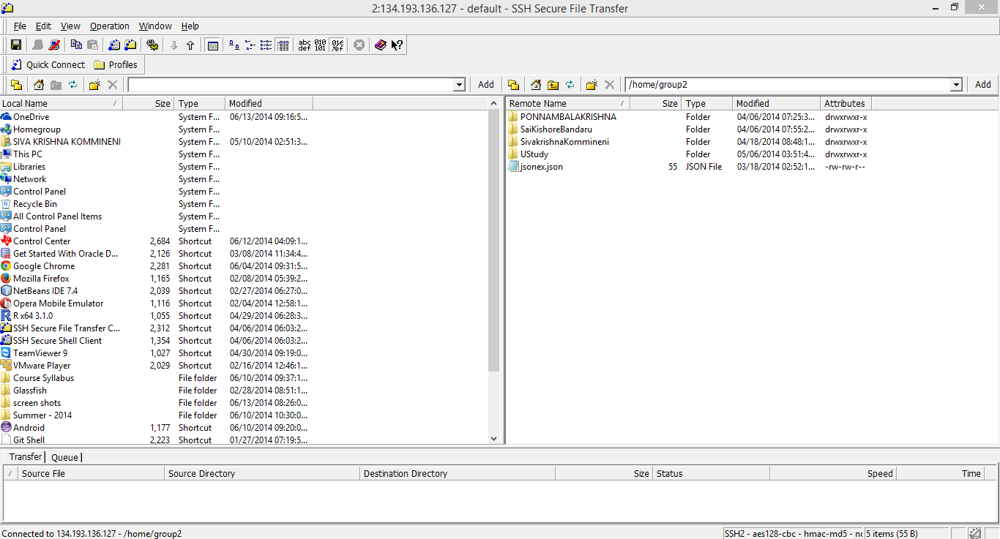 2:134.193.136.127 - default - SSH Secure File Transfer
File Edit View Operation Window Help
abc def 010 101
Quick Connect Profiles
Add /home/group2 Add
Local Name / Size Type Modified
OneDrive System F... 06/13/2014 09:16:5...
Homegroup System F...
SIVA KRISHNA KOMMINENI System F... 05/10/2014 02:51:3...
This PC System F...
Libraries System F...
Network System F...
Control Panel System F...
Recycle Bin System F...
All Control Panel Items System F...
Control Panel System F...
Control Center 2,684 Shortcut 06/12/2014 04:09:1...
Get Started With Oracle D... 2,126 Shortcut 03/08/2014 11:34:4...
Google Chrome 2,281 Shortcut 06/04/2014 09:31:5...
Mozilla Firefox 1,165 Shortcut 02/08/2014 05:39:2...
NetBeans IDE 7.4 2,039 Shortcut 02/27/2014 06:27:0...
Opera Mobile Emulator 1,116 Shortcut 02/04/2014 12:58:1...
R x64 3.1.0 1,055 Shortcut 04/29/2014 06:28:3...
SSH Secure File Transfer C... 2,312 Shortcut 04/06/2014 06:03:2...
SSH Secure Shell Client 1,354 Shortcut 04/06/2014 06:03:2...
TeamViewer 9 1,027 Shortcut 04/30/2014 09:19:0...
VMware Player 2,029 Shortcut 02/16/2014 12:46:1...
Course Syllabus File folder 06/10/2014 09:37:1...
Glassfish File folder 02/28/2014 08:51:1...
screen shots File folder 06/13/2014 08:26:0...
Summer - 2014 File folder 06/10/2014 10:30:0...
Android 1,177 Shortcut 06/10/2014 09:20:0...
Git Shell 2,223 Shortcut 01/27/2014 07:19:5...
Remote Name / Size Type Modified Attributes
PONNAMBALAKRISHNA Folder 04/06/2014 07:25:3... drwxrwxr-x
SaiKishoreBandaru Folder 04/06/2014 07:55:2... drwxrwxr-x
SivakrishnaKommineni Folder 04/18/2014 08:48:1... drwxrwxr-x
UStudy Folder 05/06/2014 03:51:4... drwxrwxr-x
jsonex.json 55 JSON File 03/18/2014 02:52:1... -rw-rw-r--
Transfer Queue
/ Source File Source Directory Destination Directory Size Status Speed Time
Connected to 134.193.136.127 - /home/group2 SSH2 - aes128-cbc - hmac-md5 - 5 items (55 B)